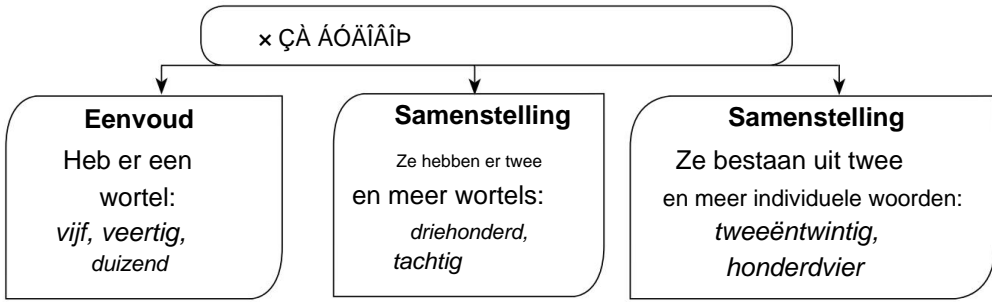 × ÇÀ ÁÓÄÎÂÎÞ
Eenvoud
Heb er een
wortel:
vijf, veertig,
duizend
Samenstelling
Ze hebben er twee
en meer wortels:
driehonderd,
tachtig
Samenstelling
Ze bestaan uit twee
en meer individuele woorden:
tweeëntwintig,
honderdvier